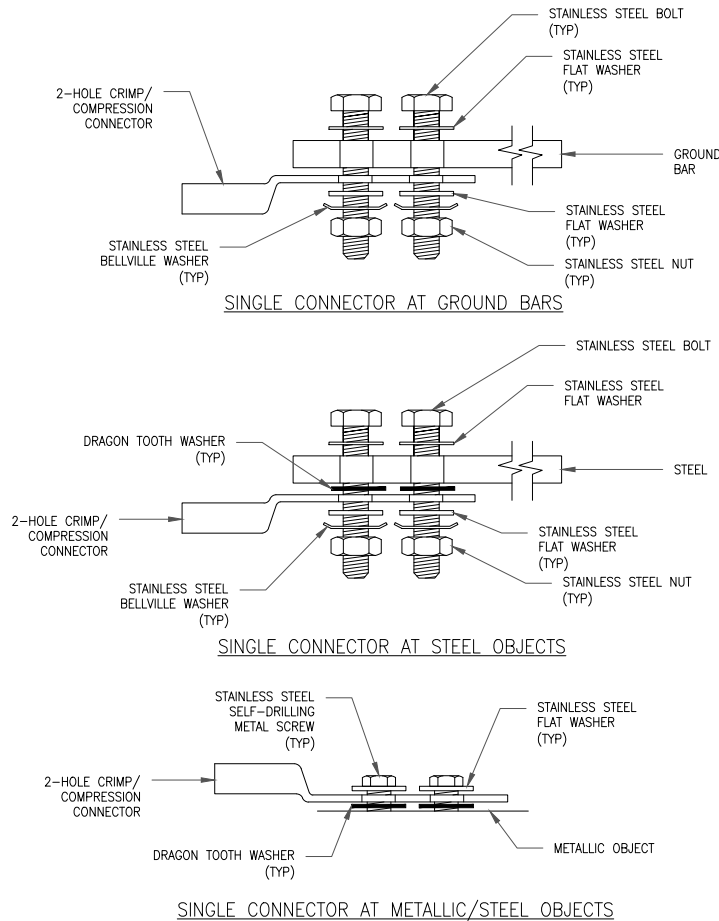 STAINLESS STEEL BOLT
(TYP)
STAINLESS STEEL
FLAT WASHER
(TYP)
2-HOLE CRIMP/
COMPRESSION
CONNECTOR
GROUND
BAR
STAINLESS STEEL
FLAT WASHER
(TYP)
STAINLESS STEEL
BELLVILLE WASHER
(TYP)
STAINLESS STEEL NUT
(TYP)
SINGLE CONNECTOR AT GROUND BARS
STAINLESS STEEL BOLT
STAINLESS STEEL
FLAT WASHER
DRAGON TOOTH WASHER
(TYP)
STEEL
2-HOLE CRIMP/
COMPRESSION
CONNECTOR
STAINLESS STEEL
FLAT WASHER
(TYP)
STAINLESS STEEL
BELLVILLE WASHER
(TYP)
STAINLESS STEEL NUT
(TYP)
SINGLE CONNECTOR AT STEEL OBJECTS
STAINLESS STEEL
SELF-DRILLING
METAL SCREW
(TYP)
STAINLESS STEEL
FLAT WASHER
(TYP)
2-HOLE CRIMP/
COMPRESSION
CONNECTOR
DRAGON TOOTH WASHER
(TYP)
METALLIC OBJECT
SINGLE CONNECTOR AT METALLIC/STEEL OBJECTS